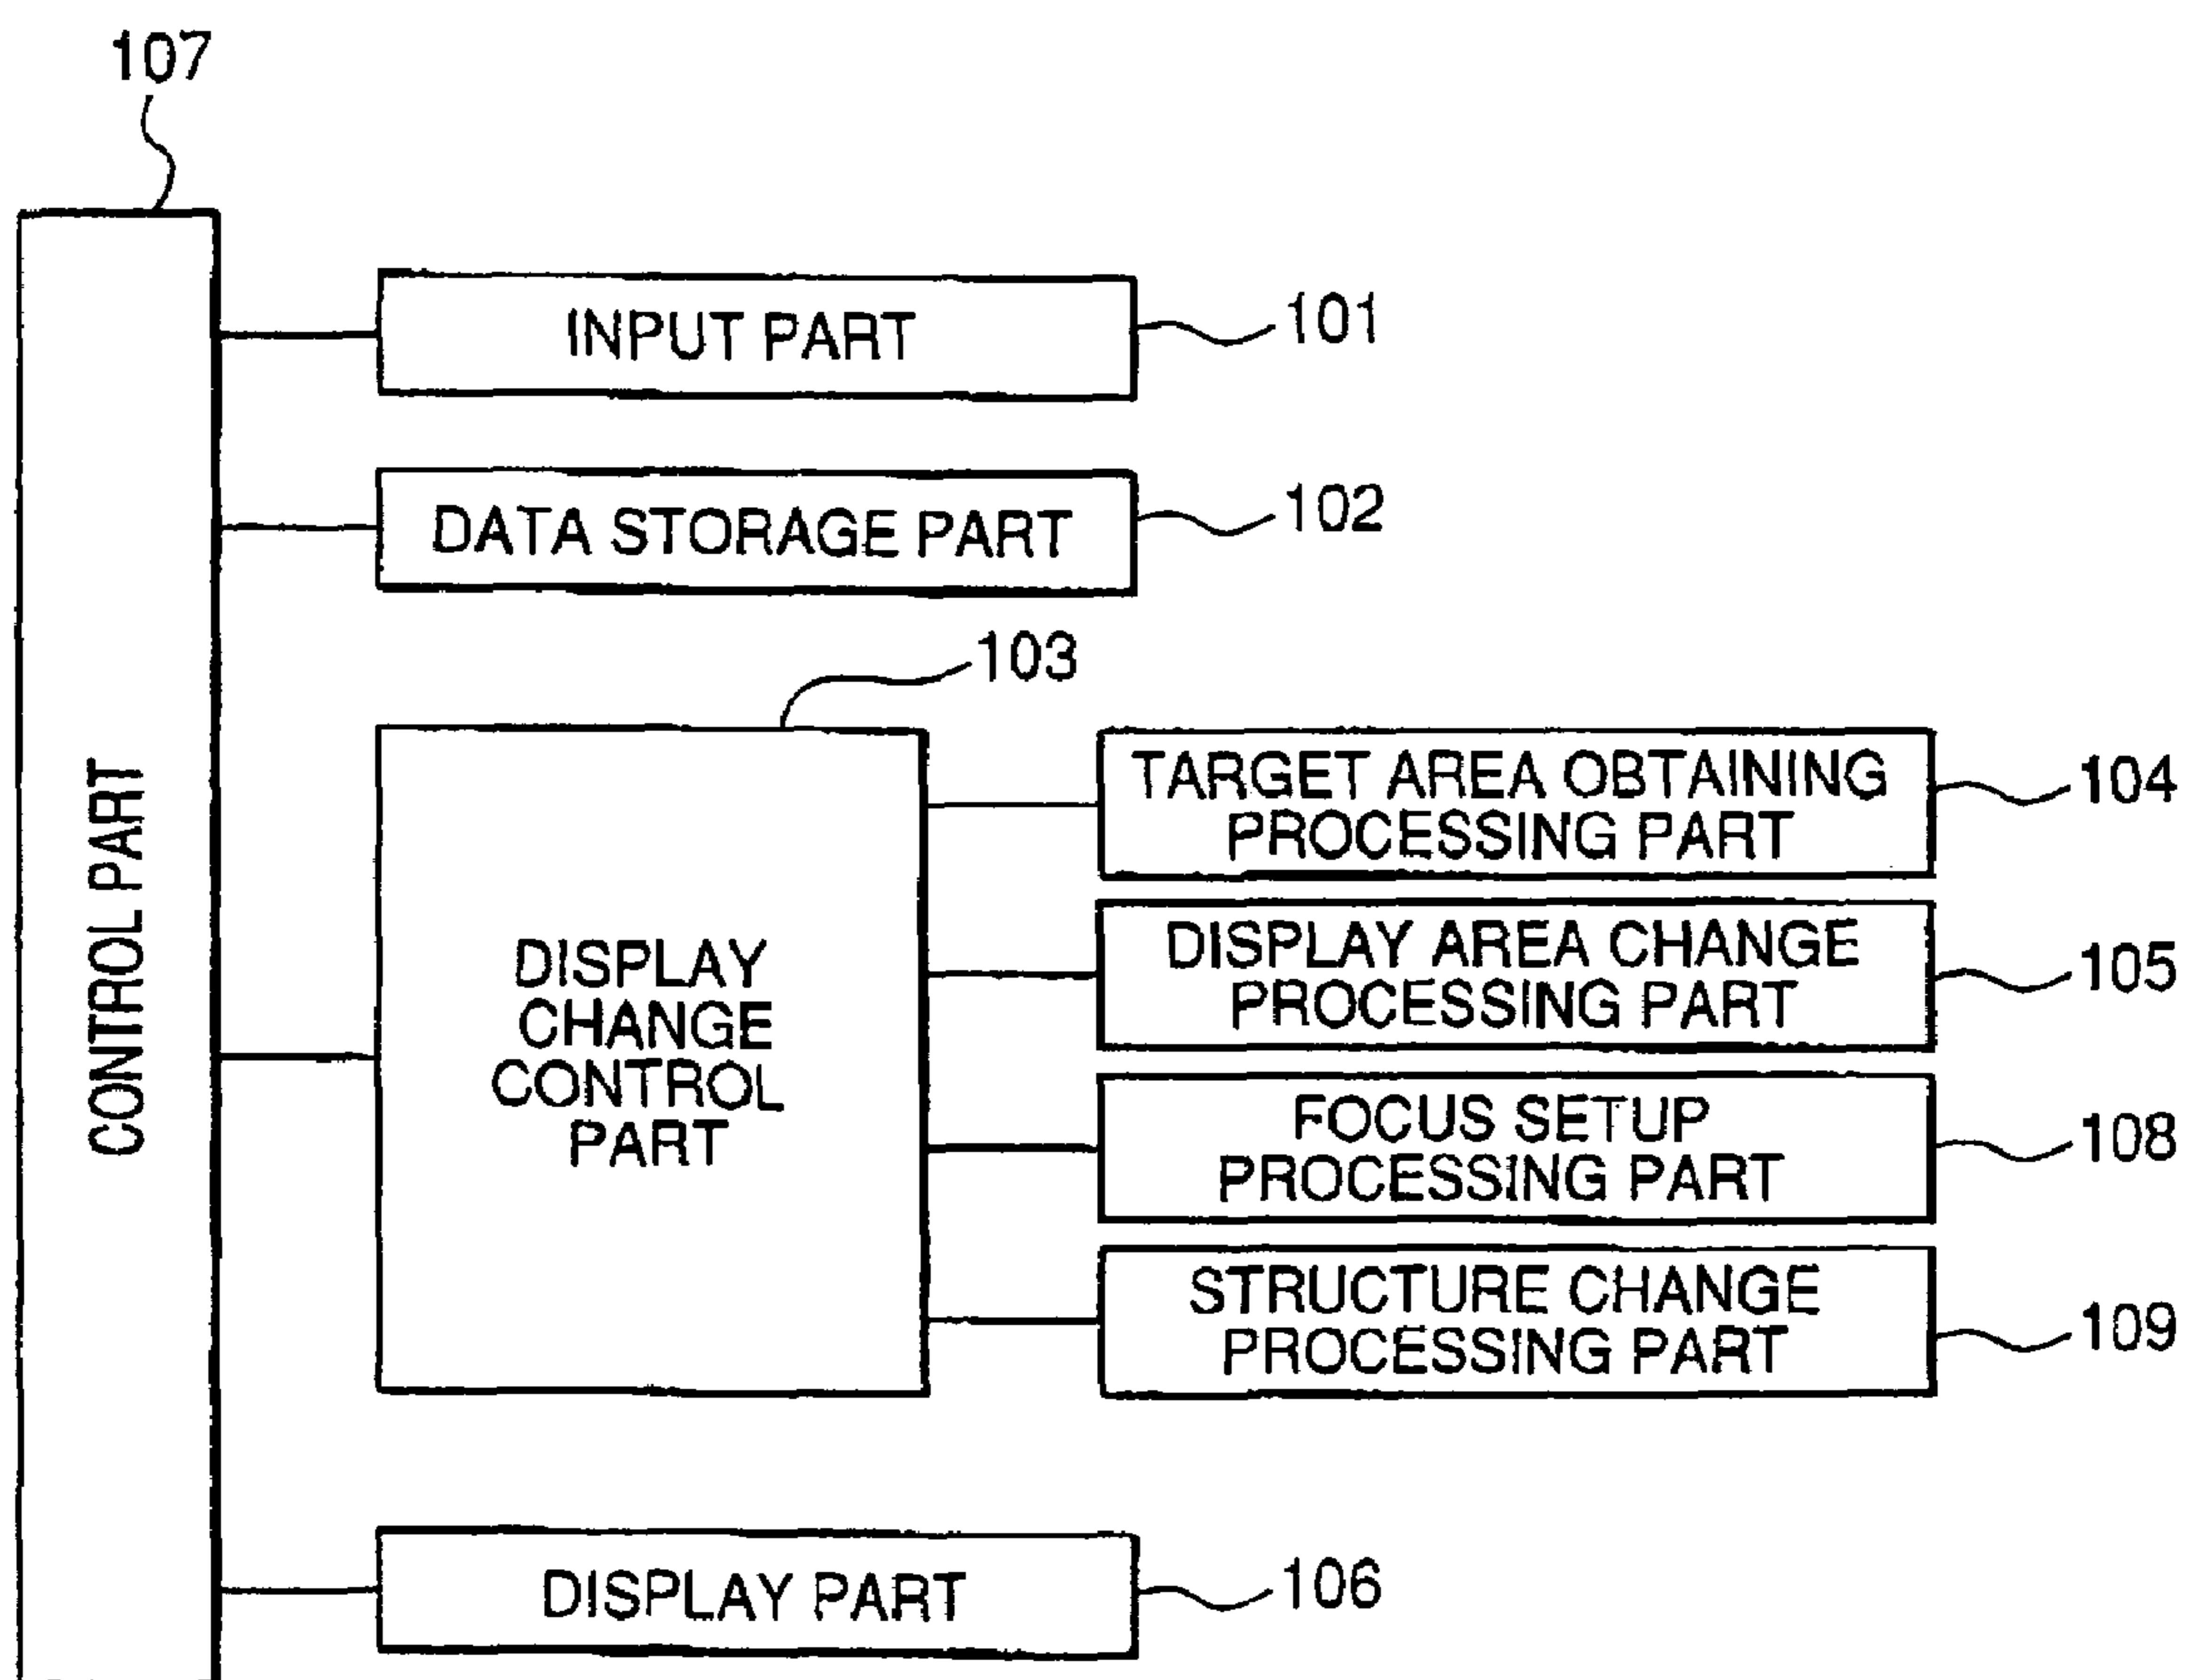 107
INPUT PART
101
DATA STORAGE PART
102
103
CONTROL PART
DISPLAY
CHANGE
CONTROL
PART
TARGET AREA OBTAINING
PROCESSING PART
104
DISPLAY AREA CHANGE
PROCESSING PART
105
FOCUS SETUP
PROCESSING PART
108
STRUCTURE CHANGE
PROCESSING PART
109
DISPLAY PART
106